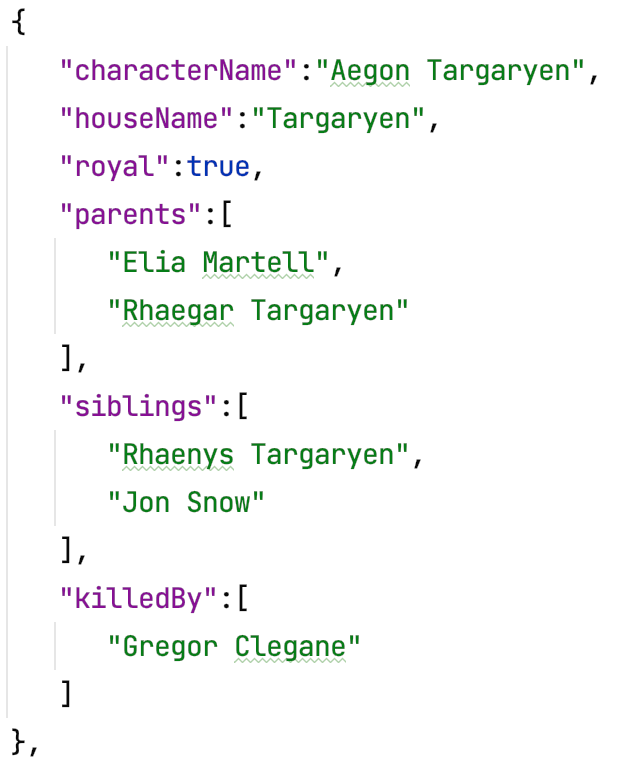 {
"characterName":"Aegon Targaryen",
"houseName":"Targaryen",
"royal":true,
"parents":[
"Elia Martell",
"Rhaegar Targaryen"
],
"siblings":[
"Rhaenys Targaryen",
"Jon Snow"
],
"killedBy":[
"Gregor Clegane"
]
},